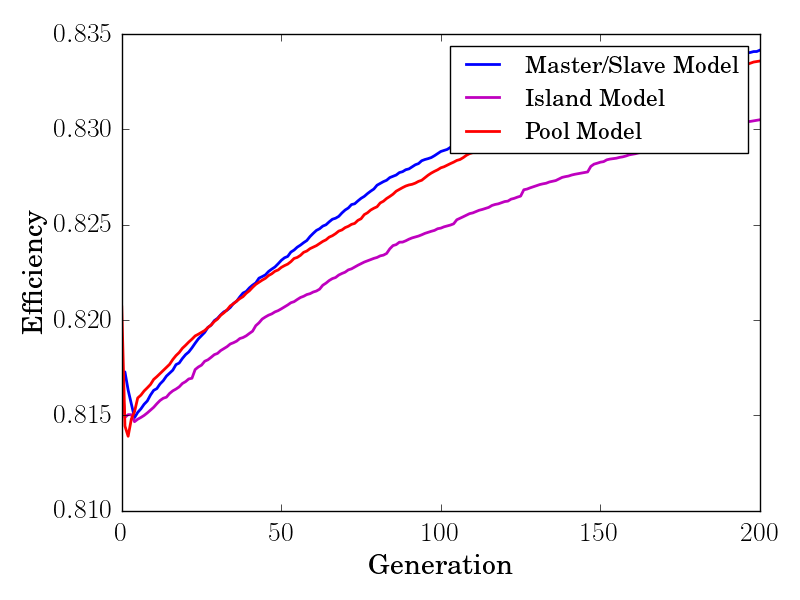 0.835
0.830
0.825
0.820
0.815
0.810
0
50
100
150
200
Efficiency
Generation
Master/Slave Model
Island Model
Pool Model